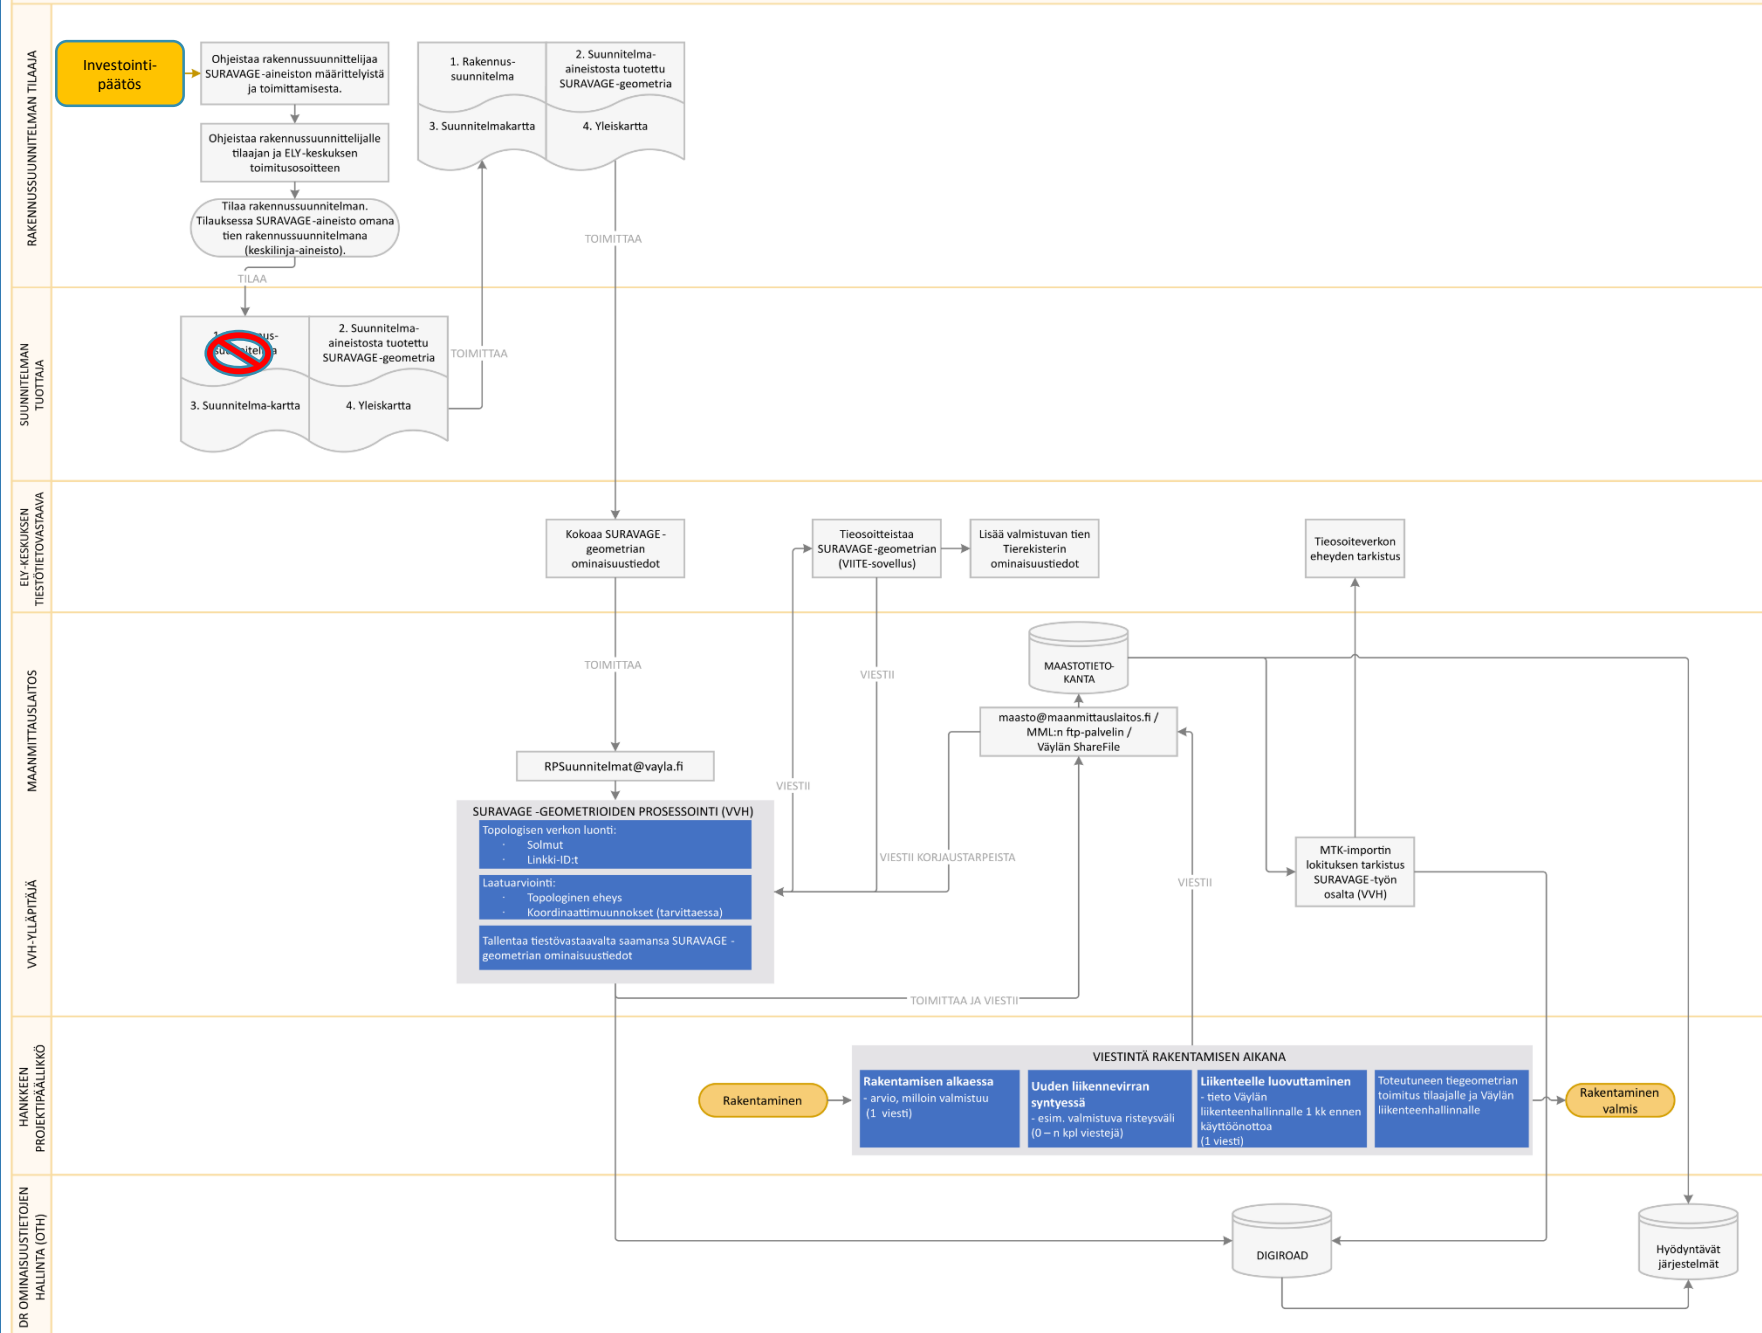 RAKENNUSSUUNNITELMAN TILAAJA
Investointi-
päätös
Ohjeistaa rakennussuunnittelijaa
SURAVAGE-aineiston määrittelyistä
ja toimittamisesta.
Ohjeistaa rakennussuunnittelijalle
tilaajan ja ELY-keskuksen
toimitusosoitteen
Tilaa rakennussuunnitelman.
Tilauksessa SURAVAGE-aineisto omana
tien rakennussuunnitelmana
(keskilinja-aineisto).
TILAA
1. Rakennus-
suunnitelma
2. Suunnitelma-
aineistosta tuotettu
SURAVAGE-geometria
3. Suunnitelmakartta
4. Yleiskartta
TOIMITTAA
SUUNNITELMAN
TUOTTAJA
2. Suunnitelma-
aineistosta tuotettu
SURAVAGE-geometria
3. Suunnitelma-kartta
4. Yleiskartta
TOIMITTAA
ELY-KESKUKSEN
TIESTÖTIETOVASTAAVA
Kokoaa SURAVAGE-
geometrian
ominaisuustiedot
Tieosoitteistaa
SURAVAGE-geometrian
(VIITE-sovellus)
Lisää valmistuvan tien
Tierekisterin
ominaisuustiedot
Tieosoiteverkon
eheyden tarkistus
MAANMITTAUSLAITOS
TOIMITTAA
VIESTII
MAASTOTIETO-
KANTA
maasto@maanmittauslaitos.fi /
MML:n ftp-palvelin /
Väylän ShareFile
RPSuunnitelmat@vayla.fi
VIESTII
VVH-YLLÄPITÄJÄ
SURAVAGE -GEOMETRIOIDEN PROSESSOINTI (VVH)
Topologisen verkon luonti:
· Solmut
· Linkki-ID:t
Laatuarviointi:
· Topologinen eheys
· Koordinaattimuunnokset (tarvittaessa)
Tallentaa tiestövastaavalta saamansa SURAVAGE -
geometrian ominaisuustiedot
VIESTII KORJAUSTARPEISTA
VIESTII
MTK-importin
lokituksen tarkistus
SURAVAGE-työn
osalta (VVH)
TOIMITTAA JA VIESTII
HANKKEEN
PROJEKTIPÄÄLLIKKÖ
Rakentaminen
VIESTINTÄ RAKENTAMISEN AIKANA
Rakentamisen alkaessa
- arvio, milloin valmistuu
(1 viesti)
Uuden liikennevirran
syntyessä
- esim. valmistuva risteysväli
(0 – n kpl viestejä)
Liikenteelle luovuttaminen
- tieto Väylän
liikenteenhallinnalle 1 kk ennen
käyttöönottoa
(1 viesti)
Toteutuneen tiegeometrian
toimitus tilaajalle ja Väylän
liikenteenhallinnalle
Rakentaminen
valmis
DR OMINAISUUSTIETOJEN
HALLINTA (OTH)
DIGIROAD
Hyödyntävät
järjestelmät